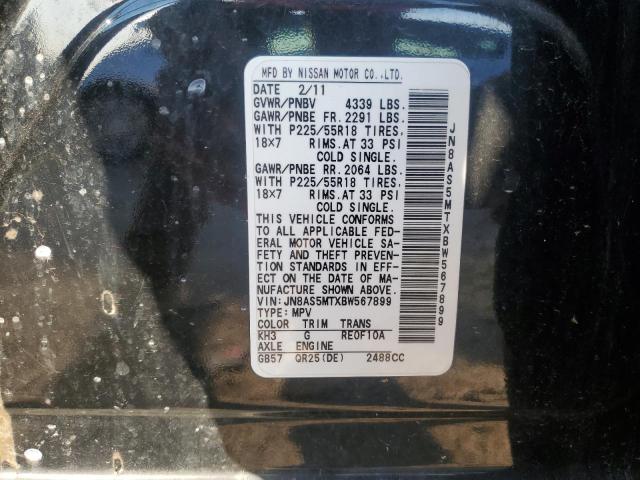 MFD BY NISSAN MOTOR CO.,LTD.
DATE 2/11
GVWR/PNBV 4339 LBS.
GAWR/PNBE FR. 2291 LBS.
WITH P225/55R18 TIRES,
18X7 RIMS.AT 33 PSI
COLD SINGLE.
GAWR/PNBE RR. 2064 LBS.
WITH P225/55R18 TIRES,
18X7 RIMS.AT 33 PSI
COLD SINGLE.
THIS VEHICLE CONFORMS
TO ALL APPLICABLE FED-
ERAL MOTOR VEHICLE SA-
FETY AND THEFT PREVEN-
TION STANDARDS IN EFF-
ECT ON THE DATE OF MA-
NUFACTURE SHOWN ABOVE.
VIN:JN8AS5MTXBW567899
TYPE:MPV
COLOR TRIM TRANS
KH3 G RE0F10A
AXLE ENGINE
GB57 QR25(DE) 2488CC
JN8AS5MTXBW567899